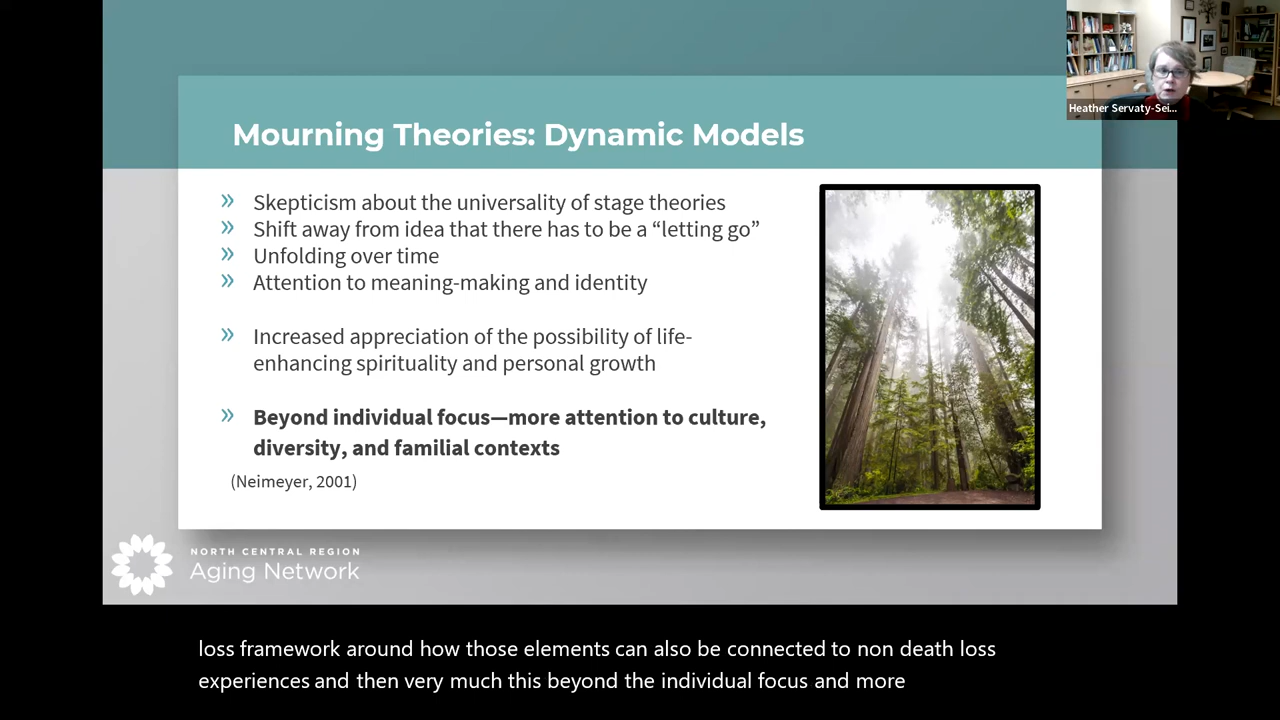 Heather Servaty-Sei...
Mourning Theories: Dynamic Models
» Skepticism about the universality of stage theories
» Shift away from idea that there has to be a “letting go”
» Unfolding over time
» Attention to meaning-making and identity
» Increased appreciation of the possibility of life-
enhancing spirituality and personal growth
» Beyond individual focus—more attention to culture,
diversity, and familial contexts
(Neimeyer, 2001)
NORTH CENTRAL REGION
Aging Network
loss framework around how those elements can also be connected to non death loss
experiences and then very much this beyond the individual focus and more